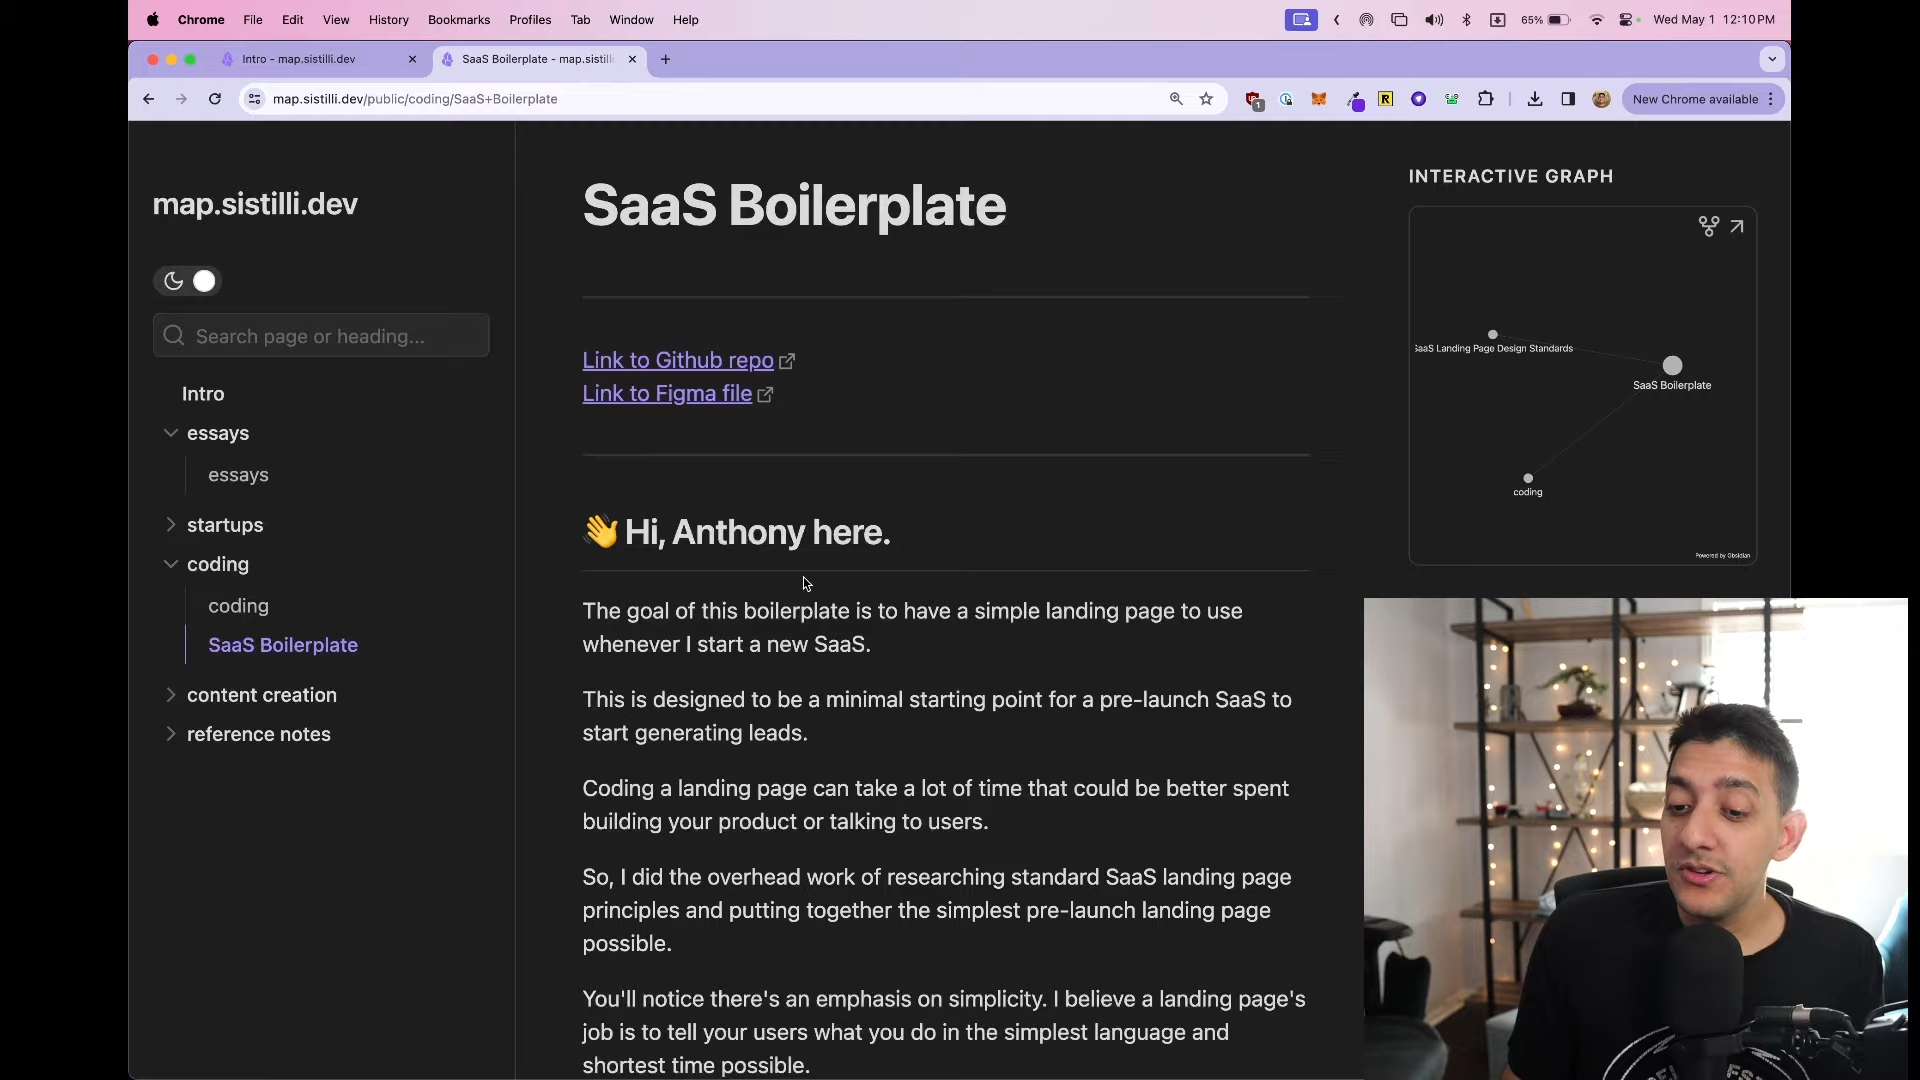 Chrome File Edit View History Bookmarks Profiles Tab Window Help 65% Wed May 1 12:10 PM
Intro - map.sistilli.dev
SaaS Boilerplate - map.sistilli
map.sistilli.dev/public/coding/SaaS+Boilerplate
1
R
New Chrome available
map.sistilli.dev
Search page or heading...
Intro
essays
essays
startups
coding
coding
SaaS Boilerplate
content creation
reference notes
SaaS Boilerplate
Link to Github repo
Link to Figma file
👋 Hi, Anthony here.
The goal of this boilerplate is to have a simple landing page to use
whenever I start a new SaaS.
This is designed to be a minimal starting point for a pre-launch SaaS to
start generating leads.
Coding a landing page can take a lot of time that could be better spent
building your product or talking to users.
So, I did the overhead work of researching standard SaaS landing page
principles and putting together the simplest pre-launch landing page
possible.
You'll notice there's an emphasis on simplicity. I believe a landing page's
job is to tell your users what you do in the simplest language and
shortest time possible.
INTERACTIVE GRAPH
SaaS Landing Page Design Standards
SaaS Boilerplate
coding
Powered by Obsidian